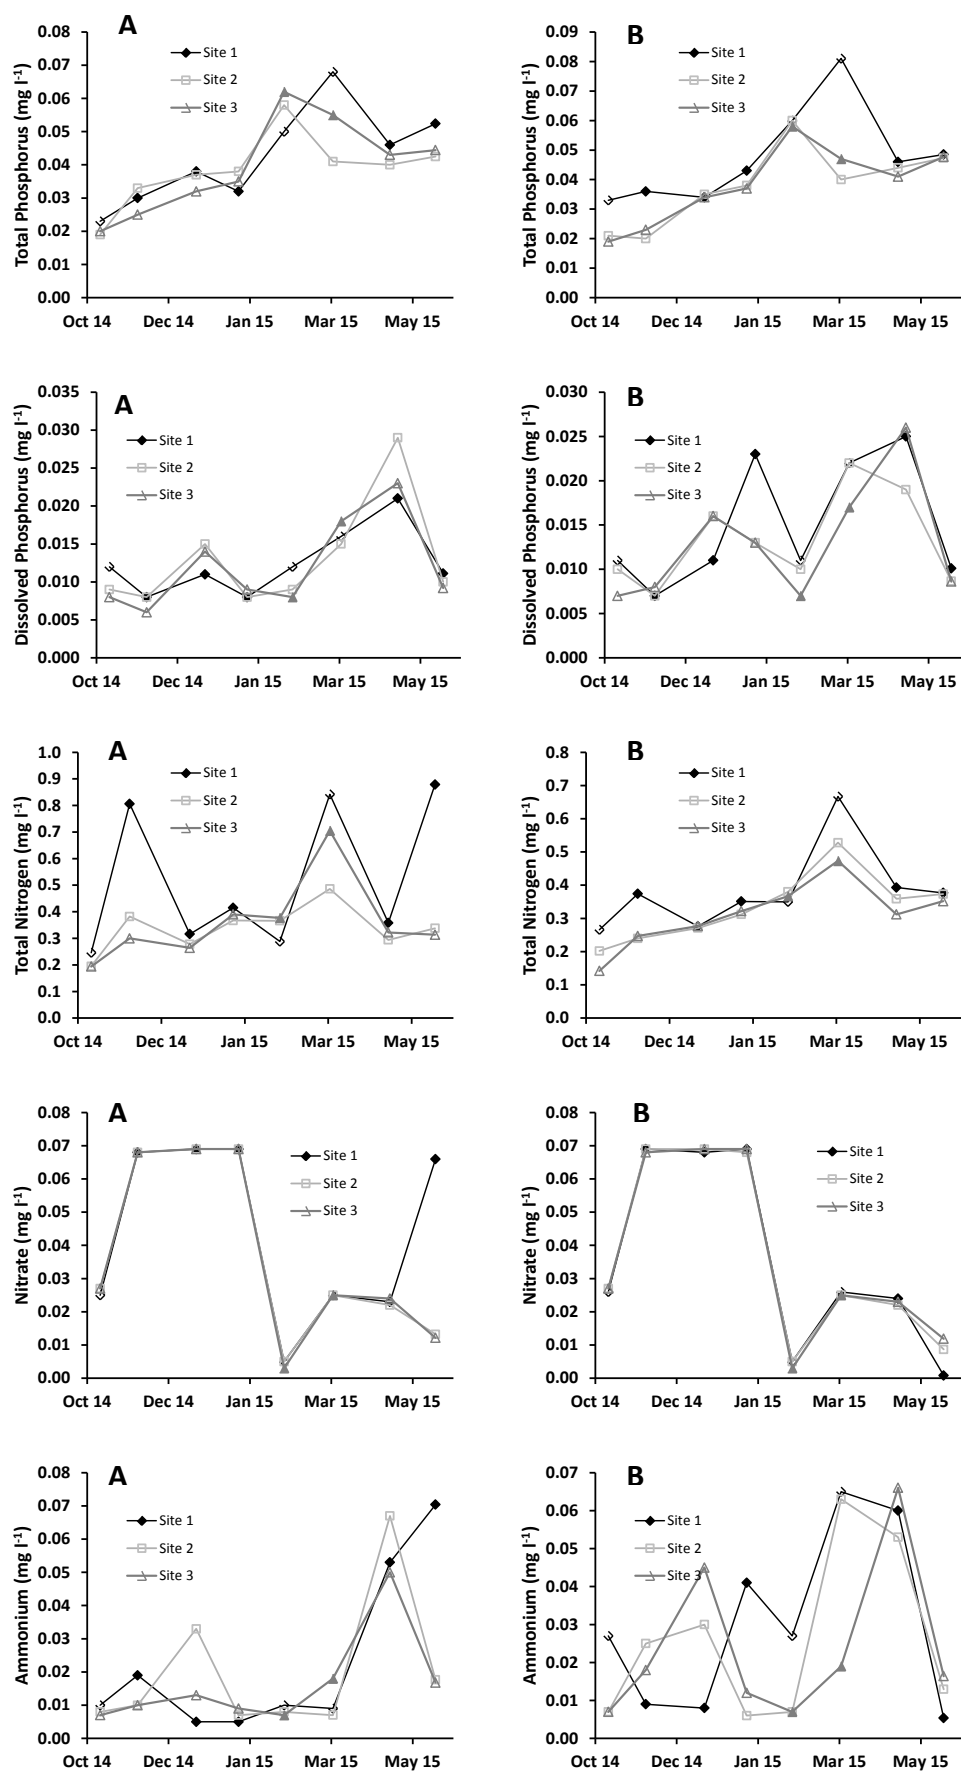 A
Total Phosphorus (mg l-1)
0.08
0.07
0.06
0.05
0.04
0.03
0.02
0.01
0.00
Site 1
Site 2
Site 3
Oct 14 Dec 14 Jan 15 Mar 15 May 15
B
Total Phosphorus (mg l-1)
0.09
0.08
0.07
0.06
0.05
0.04
0.03
0.02
0.01
0.00
Site 1
Site 2
Site 3
Oct 14 Dec 14 Jan 15 Mar 15 May 15
A
Dissolved Phosphorus (mg l-1)
0.035
0.030
0.025
0.020
0.015
0.010
0.005
0.000
Site 1
Site 2
Site 3
Oct 14 Dec 14 Jan 15 Mar 15 May 15
B
Dissolved Phosphorus (mg l-1)
0.030
0.025
0.020
0.015
0.010
0.005
0.000
Site 1
Site 2
Site 3
Oct 14 Dec 14 Jan 15 Mar 15 May 15
A
Total Nitrogen (mg l-1)
1.0
0.9
0.8
0.7
0.6
0.5
0.4
0.3
0.2
0.1
0.0
Site 1
Site 2
Site 3
Oct 14 Dec 14 Jan 15 Mar 15 May 15
B
Total Nitrogen (mg l-1)
0.8
0.7
0.6
0.5
0.4
0.3
0.2
0.1
0.0
Site 1
Site 2
Site 3
Oct 14 Dec 14 Jan 15 Mar 15 May 15
A
Nitrate (mg l-1)
0.08
0.07
0.06
0.05
0.04
0.03
0.02
0.01
0.00
Site 1
Site 2
Site 3
Oct 14 Dec 14 Jan 15 Mar 15 May 15
B
Nitrate (mg l-1)
0.08
0.07
0.06
0.05
0.04
0.03
0.02
0.01
0.00
Site 1
Site 2
Site 3
Oct 14 Dec 14 Jan 15 Mar 15 May 15
A
Ammonium (mg l-1)
0.08
0.07
0.06
0.05
0.04
0.03
0.02
0.01
0.00
Site 1
Site 2
Site 3
Oct 14 Dec 14 Jan 15 Mar 15 May 15
B
Ammonium (mg l-1)
0.07
0.06
0.05
0.04
0.03
0.02
0.01
0.00
Site 1
Site 2
Site 3
Oct 14 Dec 14 Jan 15 Mar 15 May 15